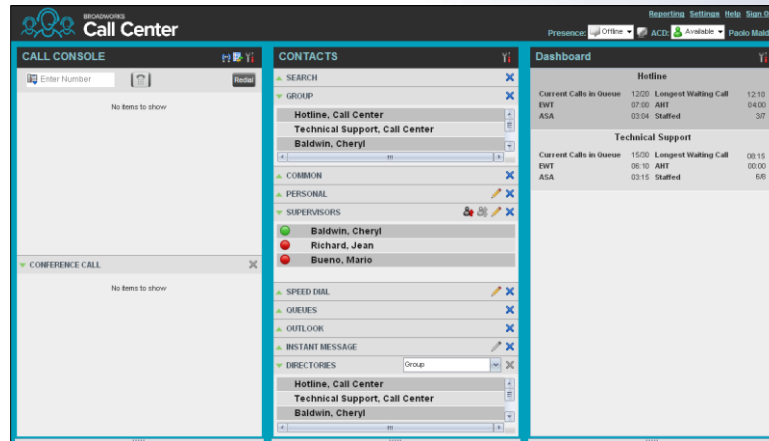 BROADWORKS
Call Center
Reporting Settings Help Sign O
Presence: Offline ACD: Available Paolo Mald
CALL CONSOLE
Enter Number Redial
No items to show
CONFERENCE CALL
No items to show
CONTACTS
SEARCH
GROUP
Hotline, Call Center
Technical Support, Call Center
Baldwin, Cheryl
COMMON
PERSONAL
SUPERVISORS
Baldwin, Cheryl
Richard, Jean
Bueno, Mario
SPEED DIAL
QUEUES
OUTLOOK
INSTANT MESSAGE
DIRECTORIES Group
Hotline, Call Center
Technical Support, Call Center
Baldwin, Cheryl
Dashboard
Hotline
Current Calls in Queue 12/20 Longest Waiting Call 12:10
EWT 07:00 AHT 04:00
ASA 03:04 Staffed 3/7
Technical Support
Current Calls in Queue 15/30 Longest Waiting Call 08:15
EWT 06:10 AHT 00:00
ASA 03:15 Staffed 6/8